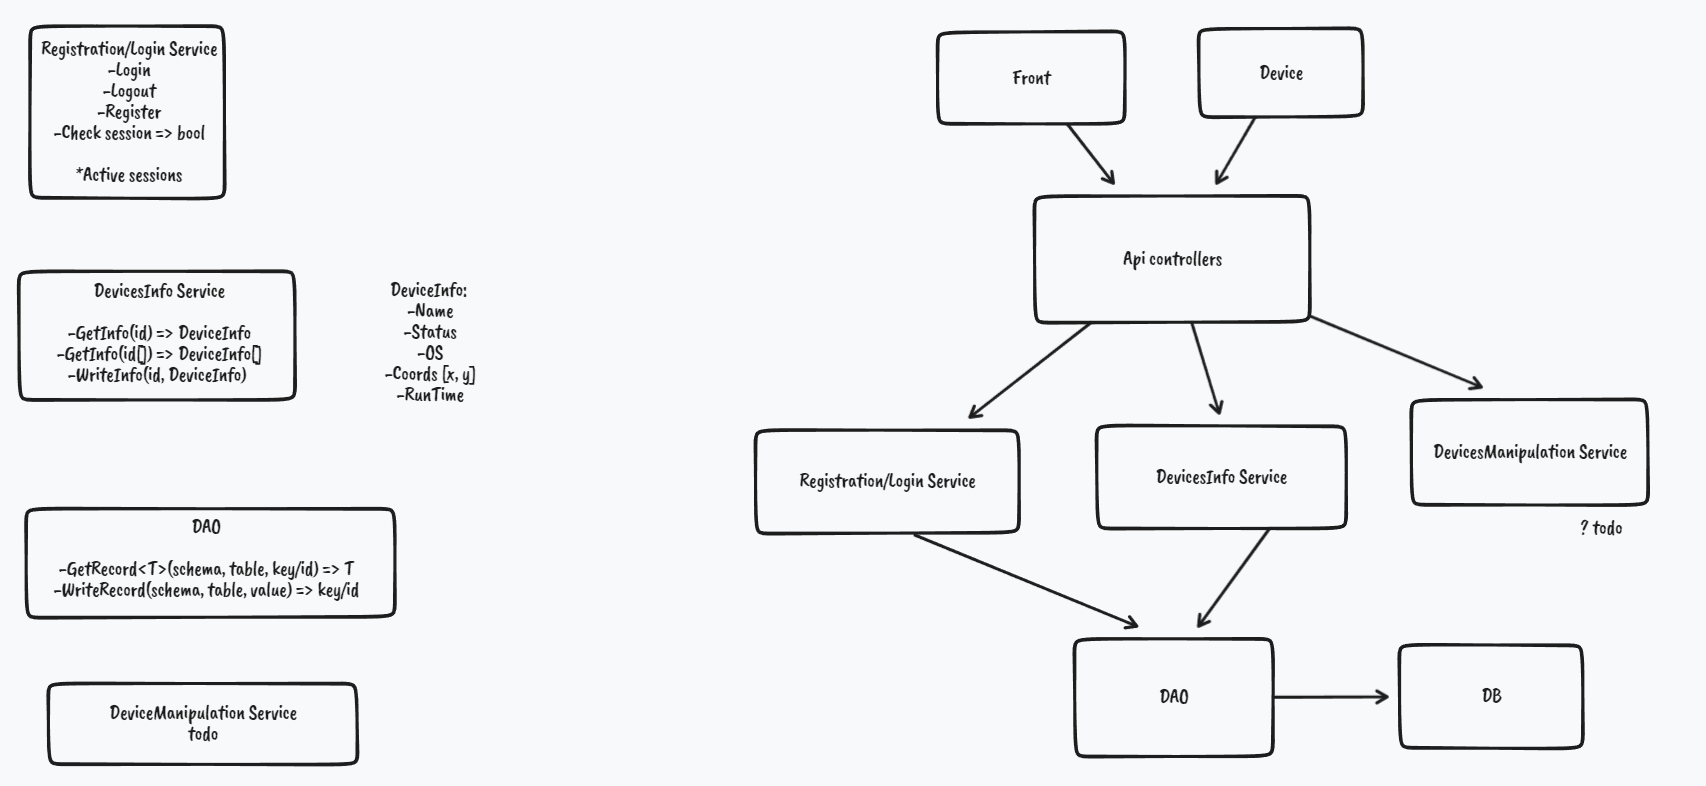 Registration/Login Service
-Login
-Logout
-Register
-Check session => bool
*Active sessions
DevicesInfo Service
-GetInfo(id) => DeviceInfo
-GetInfo(id[]) => DeviceInfo[]
-WriteInfo(id, DeviceInfo)
DeviceInfo:
-Name
-Status
-OS
-Coords [x, y]
-RunTime
DAO
-GetRecord<T>(schema, table, key/id) => T
-WriteRecord(schema, table, value) => key/id
DeviceManipulation Service
todo
Front
Device
Api controllers
Registration/Login Service
DevicesInfo Service
DevicesManipulation Service
? todo
DAO
DB